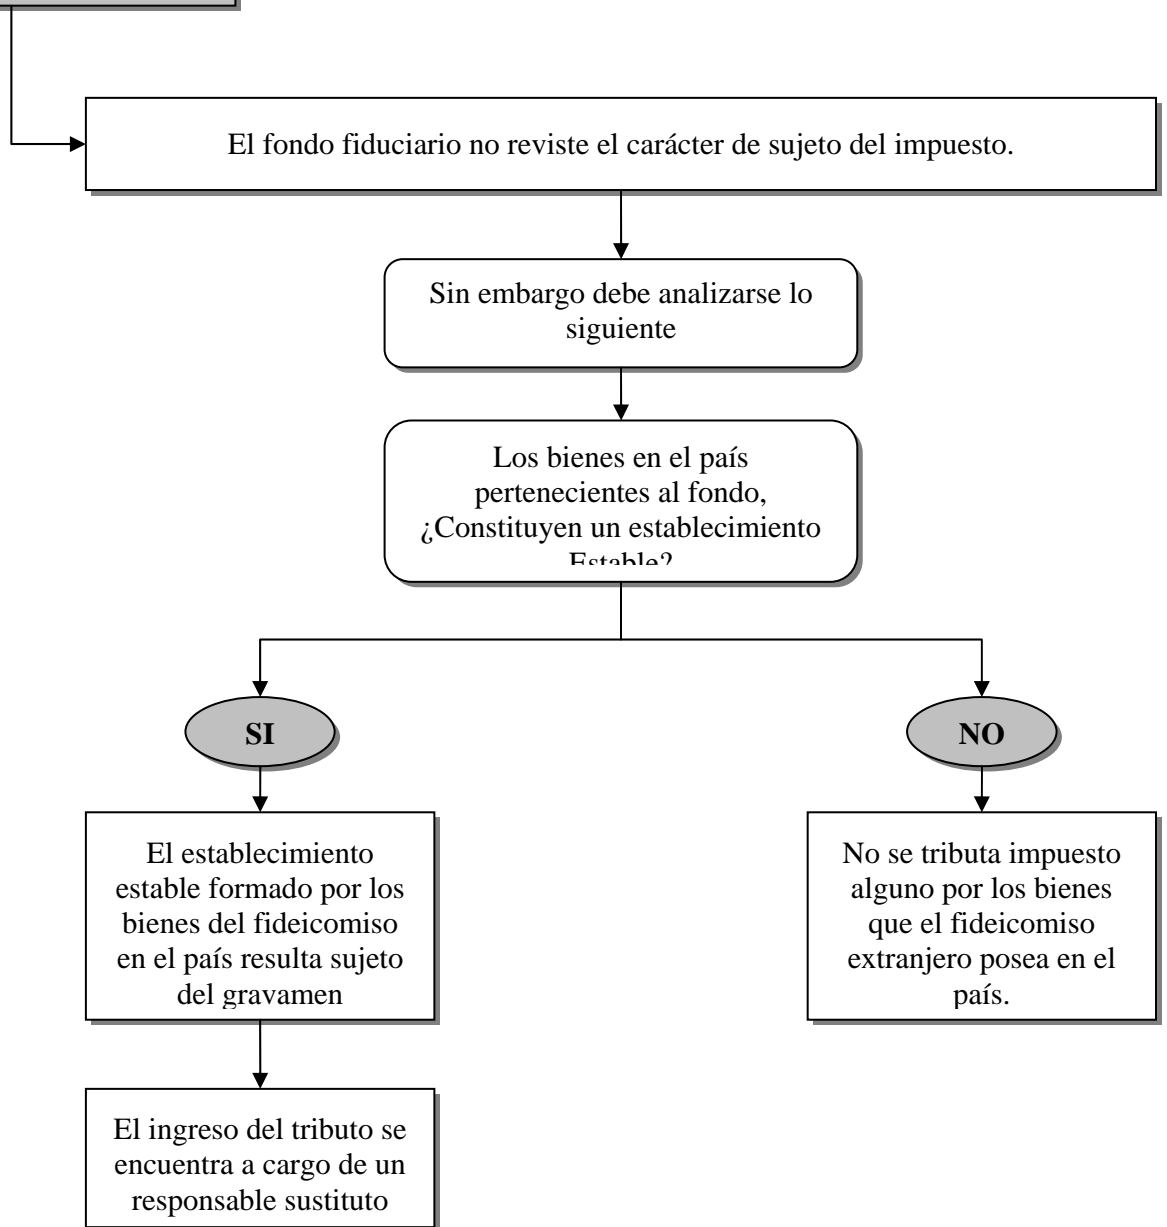 El fondo fiduciario no reviste el carácter de sujeto del impuesto.
Sin embargo debe analizarse lo
siguiente
Los bienes en el país
pertenecientes al fondo,
¿Constituyen un establecimiento
Estable?
SI
NO
El establecimiento
estable formado por los
bienes del fideicomiso
en el país resulta sujeto
del gravamen
No se tributa impuesto
alguno por los bienes
que el fideicomiso
extranjero posea en el
país.
El ingreso del tributo se
encuentra a cargo de un
responsable sustituto